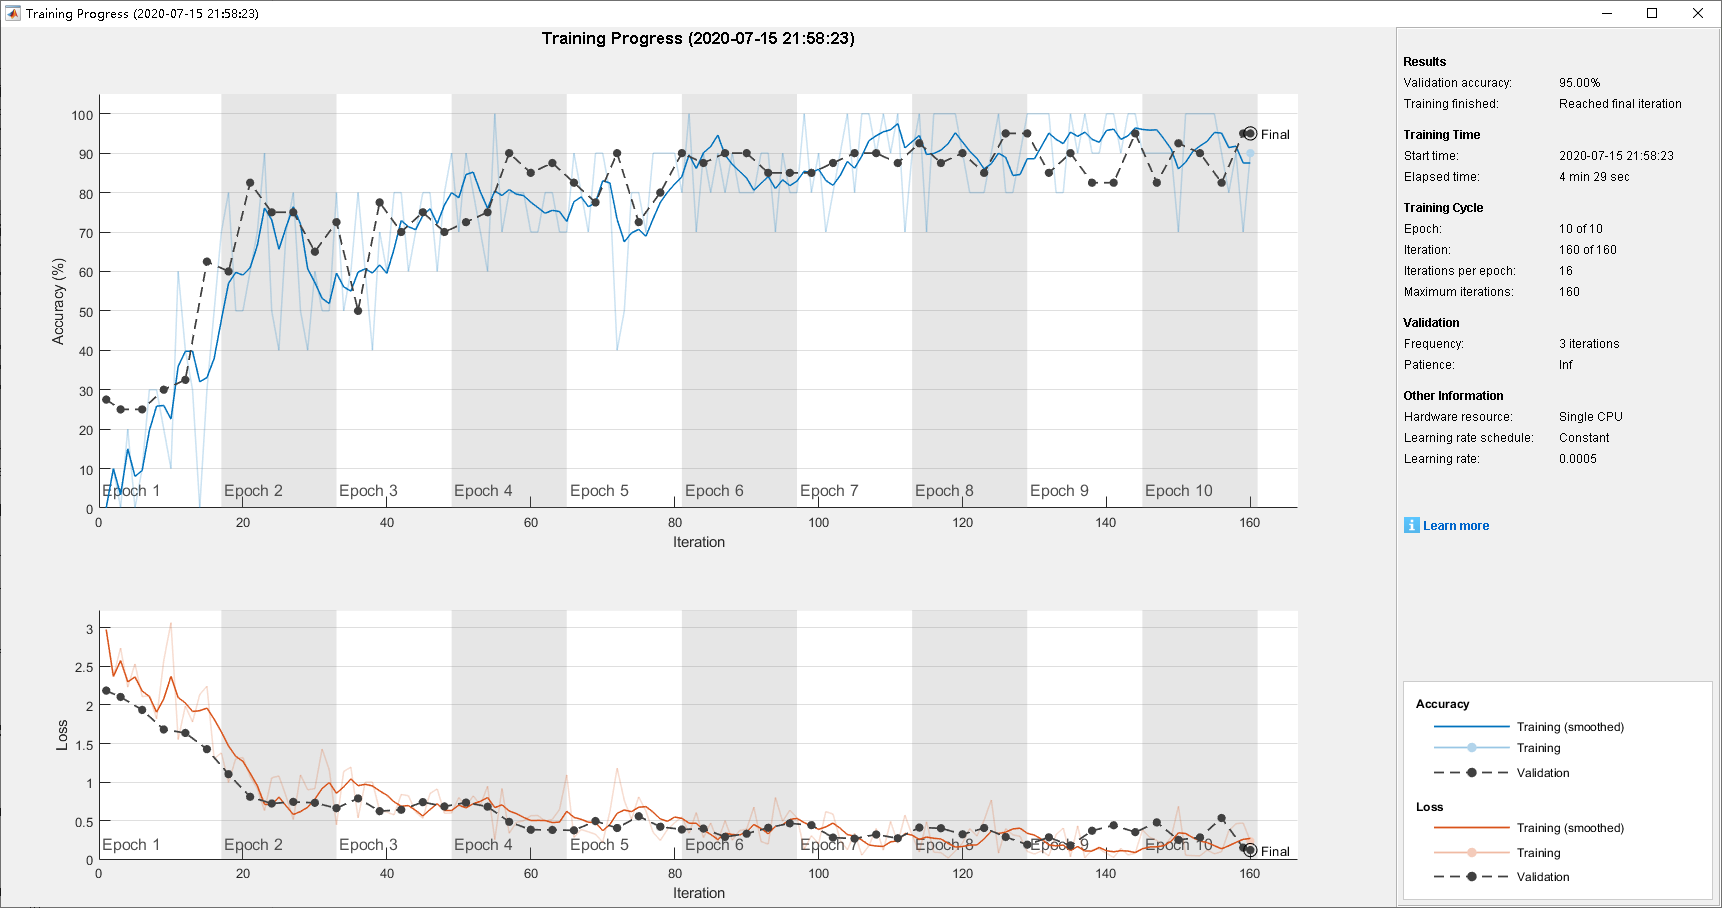 Training Progress (2020-07-15 21:58:23)
Training Progress (2020-07-15 21:58:23)
Accuracy (%)
100
90
80
70
60
50
40
30
20
10
0
Epoch 1 Epoch 2 Epoch 3 Epoch 4 Epoch 5 Epoch 6 Epoch 7 Epoch 8 Epoch 9 Epoch 10
Final
0 20 40 60 80 100 120 140 160
Iteration
Loss
3
2.5
2
1.5
1
0.5
0
Epoch 1 Epoch 2 Epoch 3 Epoch 4 Epoch 5 Epoch 6 Epoch 7 Epoch 8 Epoch 9 Epoch 10
Final
0 20 40 60 80 100 120 140 160
Iteration
Results
Validation accuracy: 95.00%
Training finished: Reached final iteration
Training Time
Start time: 2020-07-15 21:58:23
Elapsed time: 4 min 29 sec
Training Cycle
Epoch: 10 of 10
Iteration: 160 of 160
Iterations per epoch: 16
Maximum iterations: 160
Validation
Frequency: 3 iterations
Patience: Inf
Other Information
Hardware resource: Single CPU
Learning rate schedule: Constant
Learning rate: 0.0005
i Learn more
Accuracy
Training (smoothed)
Training
Validation
Loss
Training (smoothed)
Training
Validation